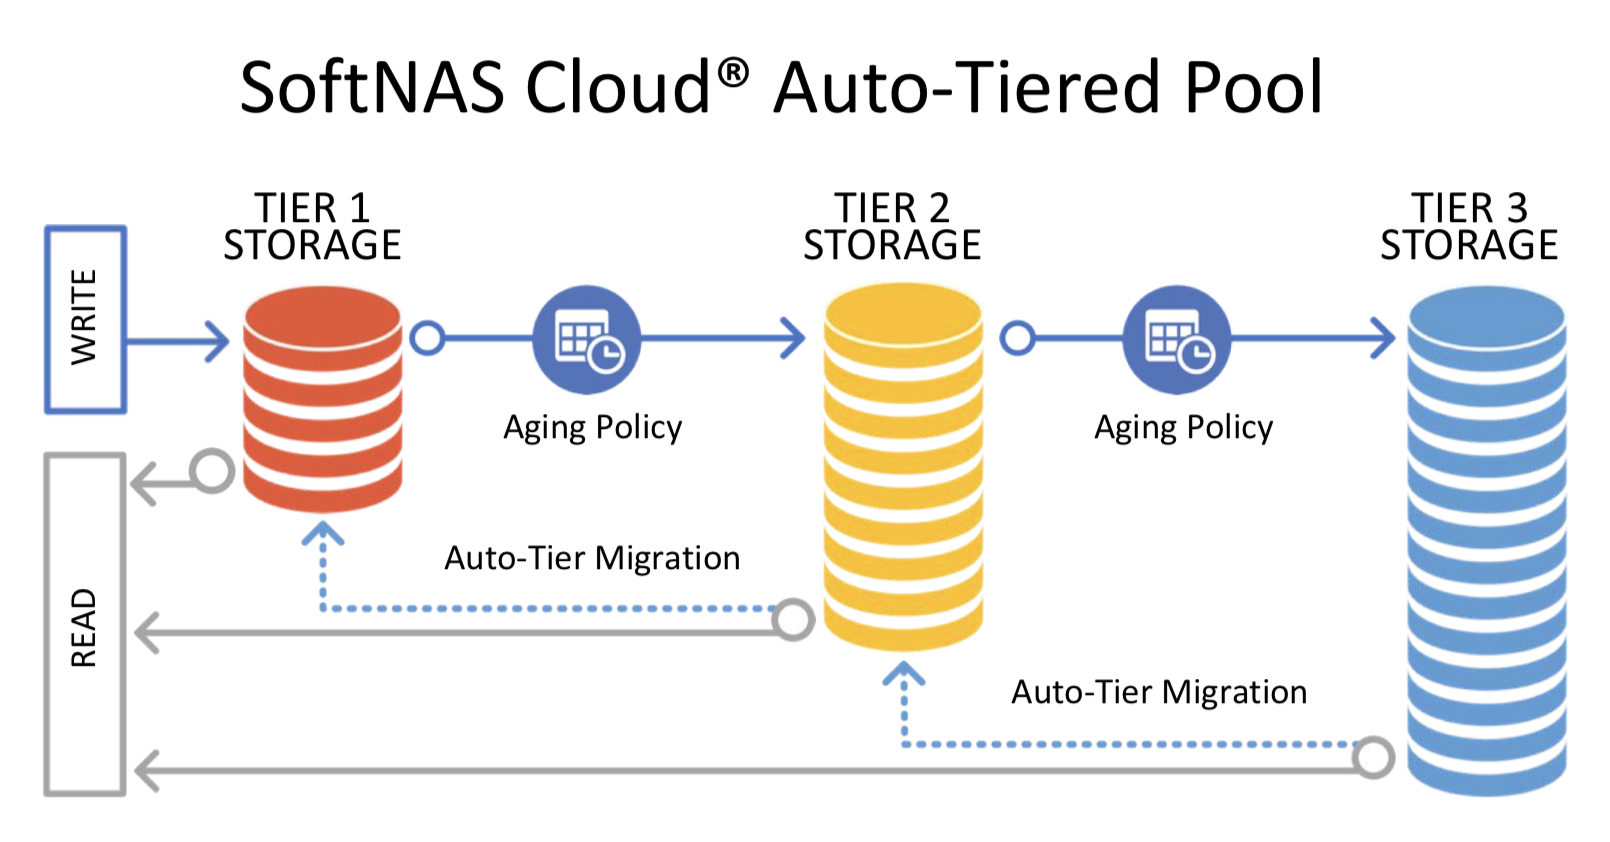 SoftNAS Cloud® Auto-Tiered Pool
TIER 1
STORAGE
TIER 2
STORAGE
TIER 3
STORAGE
WRITE
Aging Policy
Aging Policy
READ
Auto-Tier Migration
Auto-Tier Migration